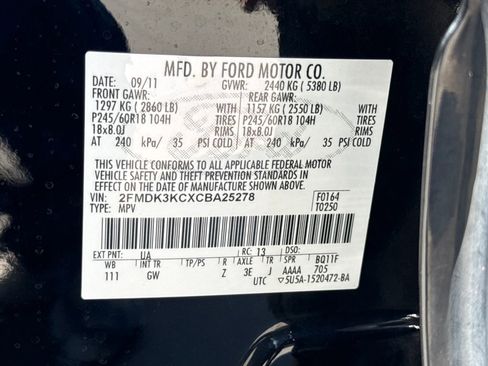 MFD. BY FORD MOTOR CO.
DATE: 09/11 GVWR: 2440 KG ( 5380 LB)
FRONT GAWR: REAR GAWR:
1297 KG ( 2860 LB) WITH 1157 KG ( 2550 LB) WITH
P245/60R18 104H TIRES P245/60R18 104H TIRES
18x8.0J RIMS 18x8.0J RIMS
AT 240 kPa/ 35 PSI COLD AT 240 kPa/ 35 PSI COLD
THIS VEHICLE CONFORMS TO ALL APPLICABLE FEDERAL MOTOR
VEHICLE SAFETY AND THEFT PREVENTION STANDARDS IN
EFFECT ON THE DATE OF MANUFACTURE SHOWN ABOVE.
VIN: 2FMDK3KCXCBA25278 F0164
TYPE: MPV T0250
EXT PNT: UA RC: 13 DSO:
WB INT TR TP/PS R AXLE TR SPR BQ11F
111 GW Z 3E J AAAA 705
UTC ▽5U5A-1520472-BA